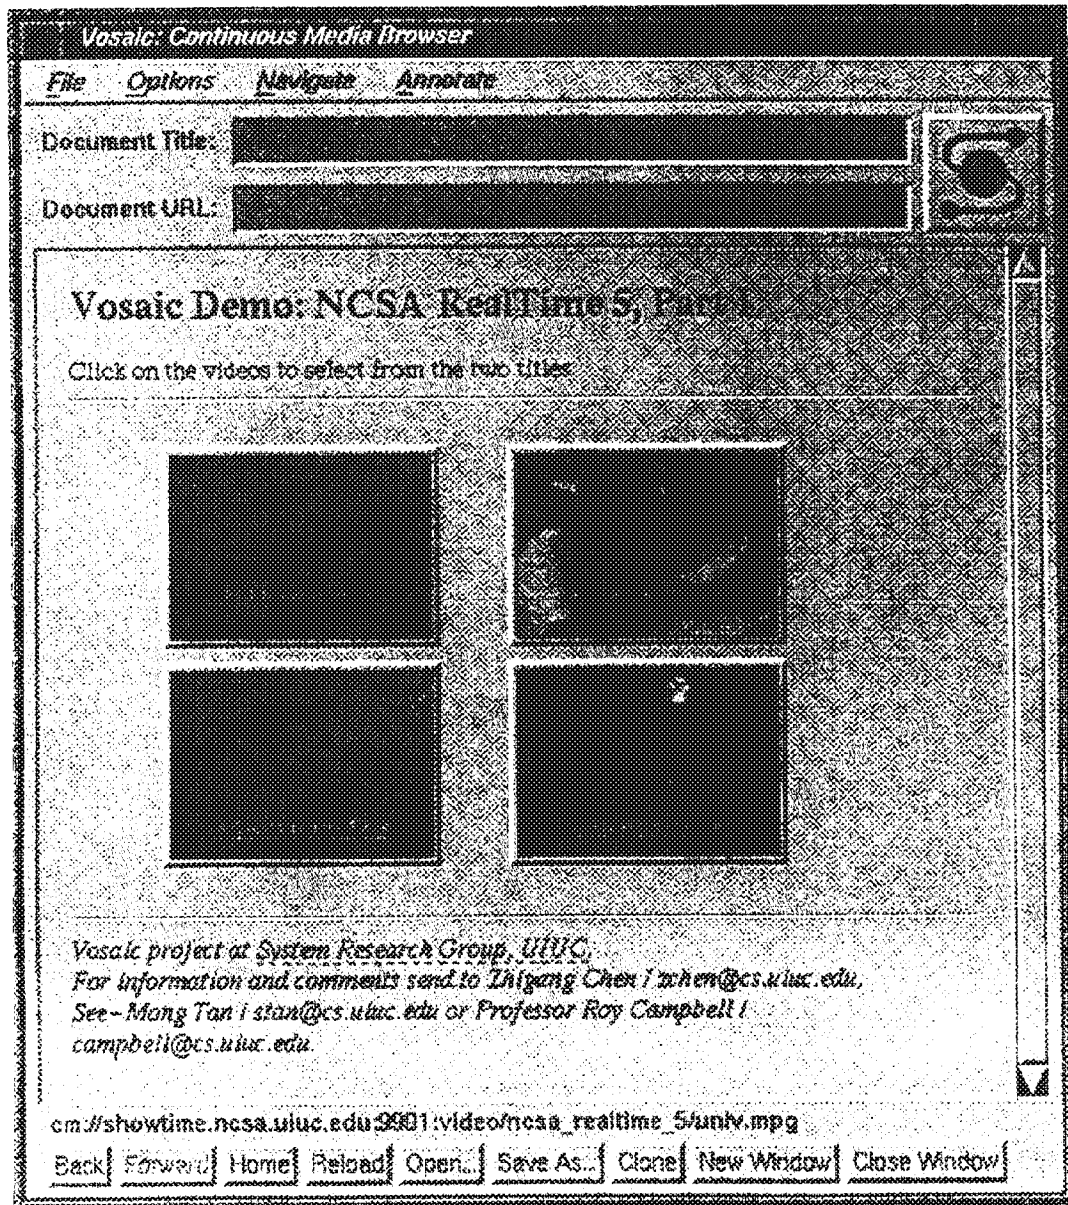 Vosaic: Continuous Media Browser
File Options Navigate Annotate
Document Title:
Document URL:
Vosaic Demo: NCSA RealTime 5, Part 1
Click on the videos to select from the two titles
Vosaic project at System Research Group, UIUC,
For information and comments send to Zhigang Chen / zchen@cs.uiuc.edu,
See-Mong Tan / stan@cs.uiuc.edu or Professor Roy Campbell /
campbell@cs.uiuc.edu.
cm://showtime.ncsa.uiuc.edu:9901:video/ncsa_realtime_5/univ.mpg
Back Forward Home Reload Open... Save As... Clone New Window Close Window